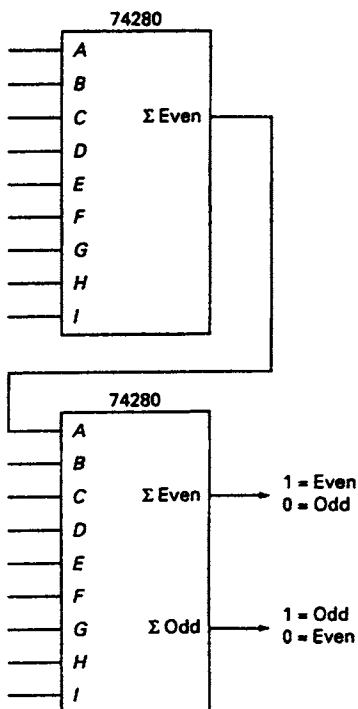 74280
A
B
C
Σ Even
D
E
F
G
H
I
74280
A
B
C
Σ Even
1 = Even
0 = Odd
D
E
F
G
Σ Odd
1 = Odd
0 = Even
H
I